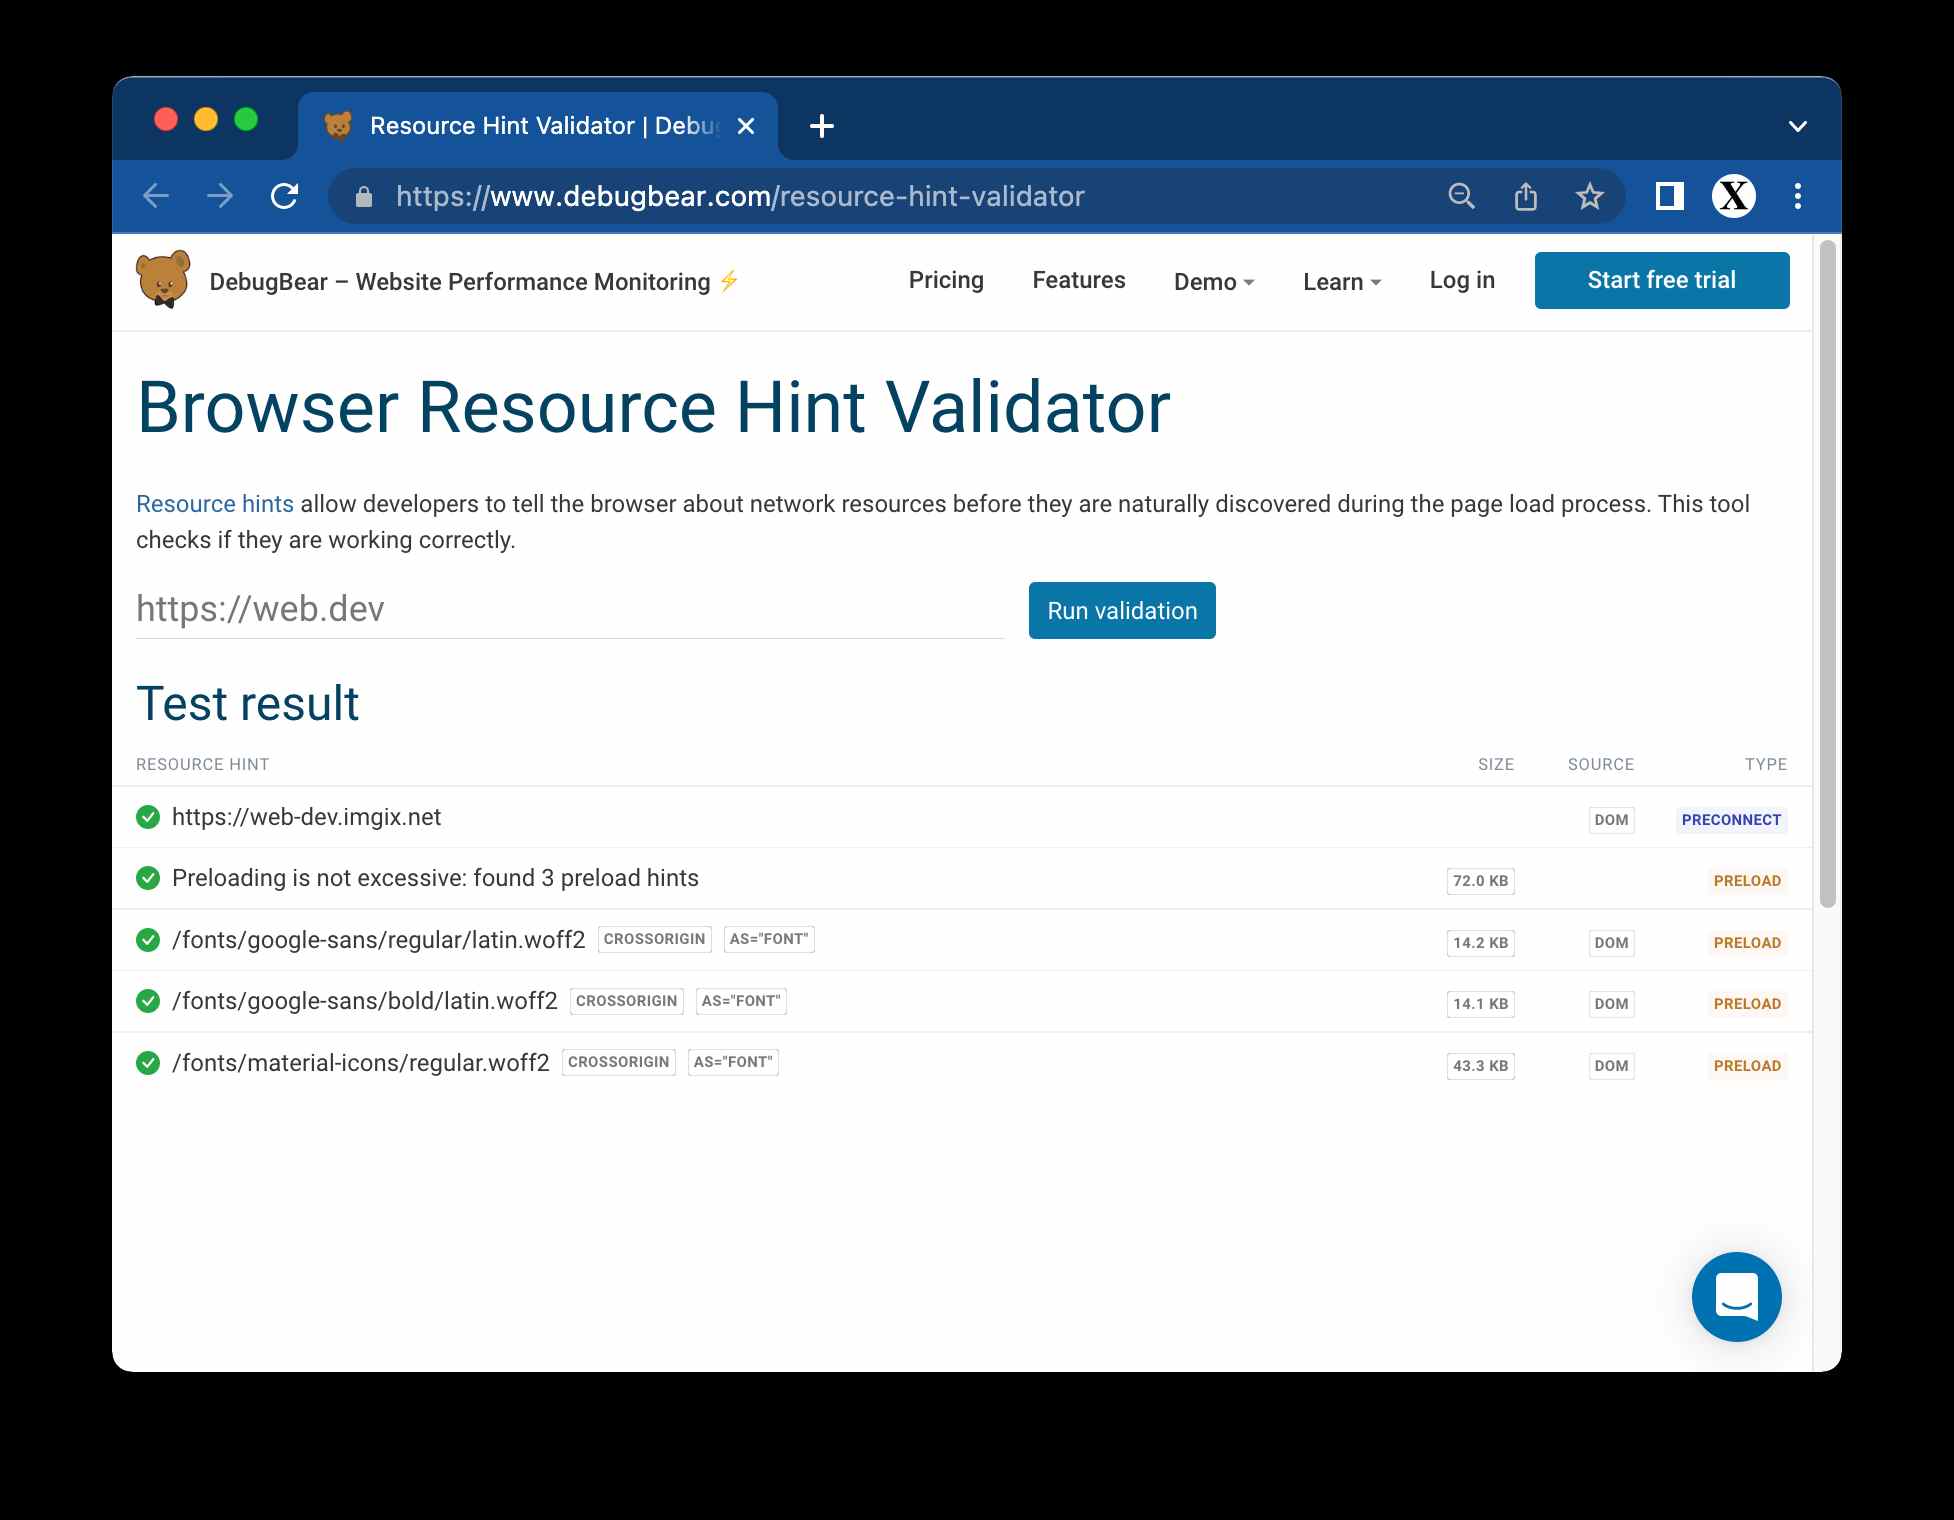 Resource Hint Validator | Debug
https://www.debugbear.com/resource-hint-validator
X
DebugBear – Website Performance Monitoring ⚡
Pricing
Features
Demo
Learn
Log in
Start free trial
Browser Resource Hint Validator
Resource hints allow developers to tell the browser about network resources before they are naturally discovered during the page load process. This tool
checks if they are working correctly.
https://web.dev
Run validation
Test result
RESOURCE HINT SIZE SOURCE TYPE
https://web-dev.imgix.net DOM PRECONNECT
Preloading is not excessive: found 3 preload hints 72.0 KB PRELOAD
/fonts/google-sans/regular/latin.woff2 CROSSORIGIN AS="FONT" 14.2 KB DOM PRELOAD
/fonts/google-sans/bold/latin.woff2 CROSSORIGIN AS="FONT" 14.1 KB DOM PRELOAD
/fonts/material-icons/regular.woff2 CROSSORIGIN AS="FONT" 43.3 KB DOM PRELOAD